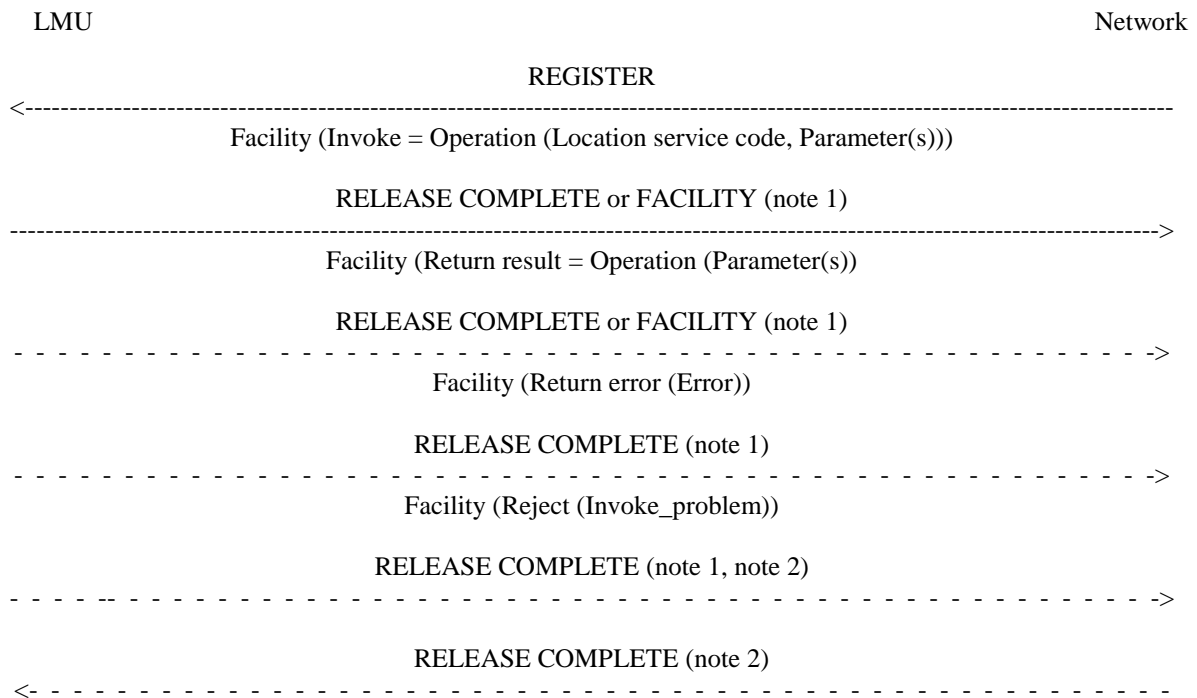 LMU Network
REGISTER
<------------------------------------------------------------------------------------------------------------------------------------
Facility (Invoke = Operation (Location service code, Parameter(s)))
RELEASE COMPLETE or FACILITY (note 1)
------------------------------------------------------------------------------------------------------------------------------------>
Facility (Return result = Operation (Parameter(s))
RELEASE COMPLETE or FACILITY (note 1)
- - - - - - - - - - - - - - - - - - - - - - - - - - - - - - - - - - - - - - - - - - - - - - - - - - - - ->
Facility (Return error (Error))
RELEASE COMPLETE (note 1)
- - - - - - - - - - - - - - - - - - - - - - - - - - - - - - - - - - - - - - - - - - - - - - - - - - - - ->
Facility (Reject (Invoke_problem))
RELEASE COMPLETE (note 1, note 2)
- - - - -- - - - - - - - - - - - - - - - - - - - - - - - - - - - - - - - - - - - - - - - - - - - - - - - ->
RELEASE COMPLETE (note 2)
<- - - - - - - - - - - - - - - - - - - - - - - - - - - - - - - - - - - - - - - - - - - - - - - - - - - - -